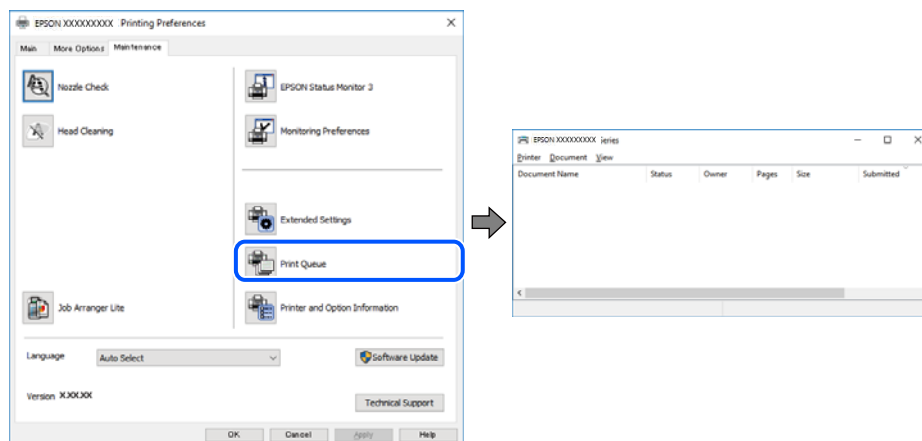 EPSON XXXXXXXXX Printing Preferences
Main More Options Maintenance
Nozzle Check
EPSON Status Monitor 3
Head Cleaning
Monitoring Preferences
Extended Settings
Print Queue
Job Arranger Lite
Printer and Option Information
Language Auto Select
Software Update
Version X.XX.XX
Technical Support
OK Cancel Apply Help
EPSON XXXXXXXXX ieries
Printer Document View
Document Name Status Owner Pages Size Submitted